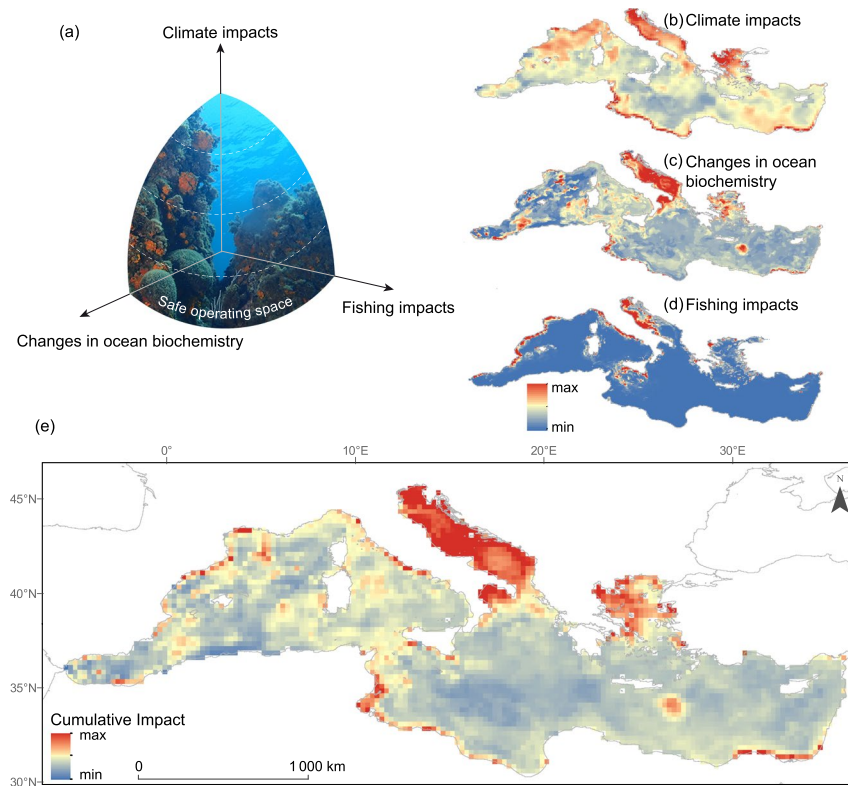 (a)
Climate impacts
Safe operating space
Fishing impacts
Changes in ocean biochemistry
(b) Climate impacts
(c) Changes in ocean
biochemistry
(d) Fishing impacts
max
min
(e)
0° 10°E 20°E 30°E
45°N
40°N
35°N
30°N
N
Cumulative Impact
max
min
0 1 000 km